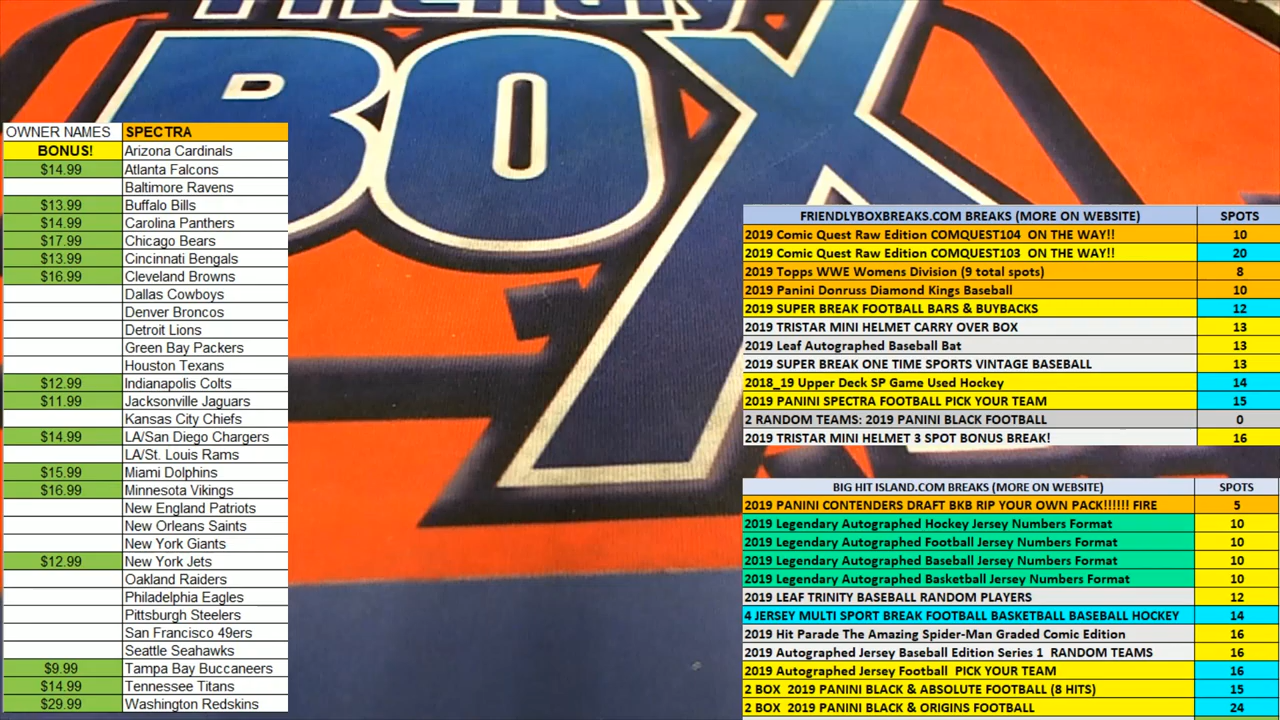 Friendly
BOX
OWNER NAMES SPECTRA
BONUS! Arizona Cardinals
$14.99 Atlanta Falcons
Baltimore Ravens
$13.99 Buffalo Bills
$14.99 Carolina Panthers
$17.99 Chicago Bears
$13.99 Cincinnati Bengals
$16.99 Cleveland Browns
Dallas Cowboys
Denver Broncos
Detroit Lions
Green Bay Packers
Houston Texans
$12.99 Indianapolis Colts
$11.99 Jacksonville Jaguars
Kansas City Chiefs
$14.99 LA/San Diego Chargers
LA/St. Louis Rams
$15.99 Miami Dolphins
$16.99 Minnesota Vikings
New England Patriots
New Orleans Saints
New York Giants
$12.99 New York Jets
Oakland Raiders
Philadelphia Eagles
Pittsburgh Steelers
San Francisco 49ers
Seattle Seahawks
$9.99 Tampa Bay Buccaneers
$14.99 Tennessee Titans
$29.99 Washington Redskins
FRIENDLYBOXBREAKS.COM BREAKS (MORE ON WEBSITE) SPOTS
2019 Comic Quest Raw Edition COMQUEST104 ON THE WAY!! 10
2019 Comic Quest Raw Edition COMQUEST103 ON THE WAY!! 20
2019 Topps WWE Womens Division (9 total spots) 8
2019 Panini Donruss Diamond Kings Baseball 10
2019 SUPER BREAK FOOTBALL BARS & BUYBACKS 12
2019 TRISTAR MINI HELMET CARRY OVER BOX 13
2019 Leaf Autographed Baseball Bat 13
2019 SUPER BREAK ONE TIME SPORTS VINTAGE BASEBALL 13
2018_19 Upper Deck SP Game Used Hockey 14
2019 PANINI SPECTRA FOOTBALL PICK YOUR TEAM 15
2 RANDOM TEAMS: 2019 PANINI BLACK FOOTBALL 0
2019 TRISTAR MINI HELMET 3 SPOT BONUS BREAK! 16
BIG HIT ISLAND.COM BREAKS (MORE ON WEBSITE) SPOTS
2019 PANINI CONTENDERS DRAFT BKB RIP YOUR OWN PACK!!!!!! FIRE 5
2019 Legendary Autographed Hockey Jersey Numbers Format 10
2019 Legendary Autographed Football Jersey Numbers Format 10
2019 Legendary Autographed Baseball Jersey Numbers Format 10
2019 Legendary Autographed Basketball Jersey Numbers Format 10
2019 LEAF TRINITY BASEBALL RANDOM PLAYERS 12
4 JERSEY MULTI SPORT BREAK FOOTBALL BASKETBALL BASEBALL HOCKEY 14
2019 Hit Parade The Amazing Spider-Man Graded Comic Edition 16
2019 Autographed Jersey Baseball Edition Series 1 RANDOM TEAMS 16
2019 Autographed Jersey Football PICK YOUR TEAM 16
2 BOX 2019 PANINI BLACK & ABSOLUTE FOOTBALL (8 HITS) 15
2 BOX 2019 PANINI BLACK & ORIGINS FOOTBALL 24